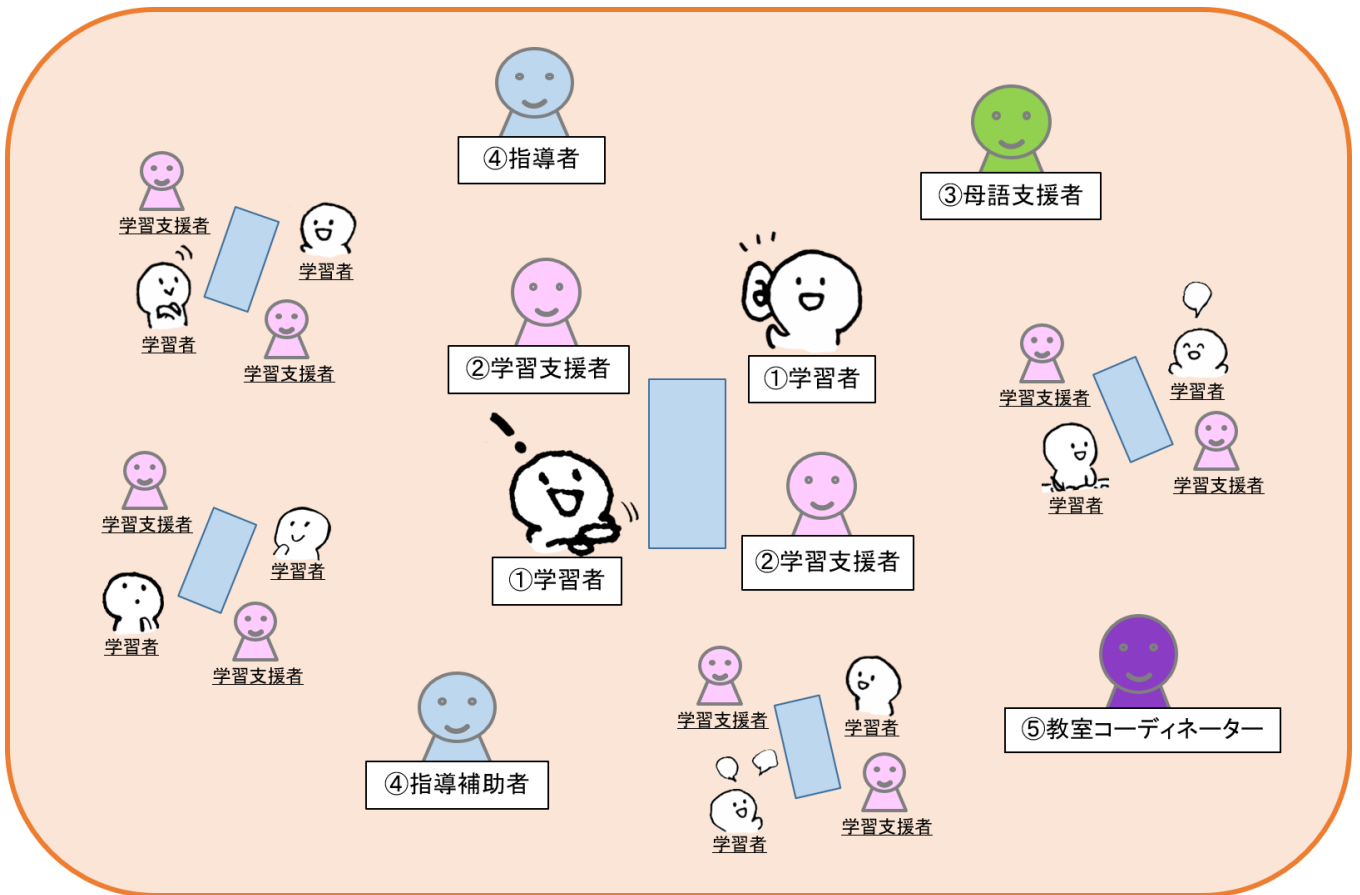 ④指導者
③母語支援者
学習支援者
学習者
学習者
学習支援者
②学習支援者
①学習者
①学習者
②学習支援者
学習支援者
学習者
学習者
学習支援者
学習支援者
学習者
学習者
学習支援者
④指導補助者
学習支援者
学習者
学習者
学習支援者
⑤教室コーディネーター